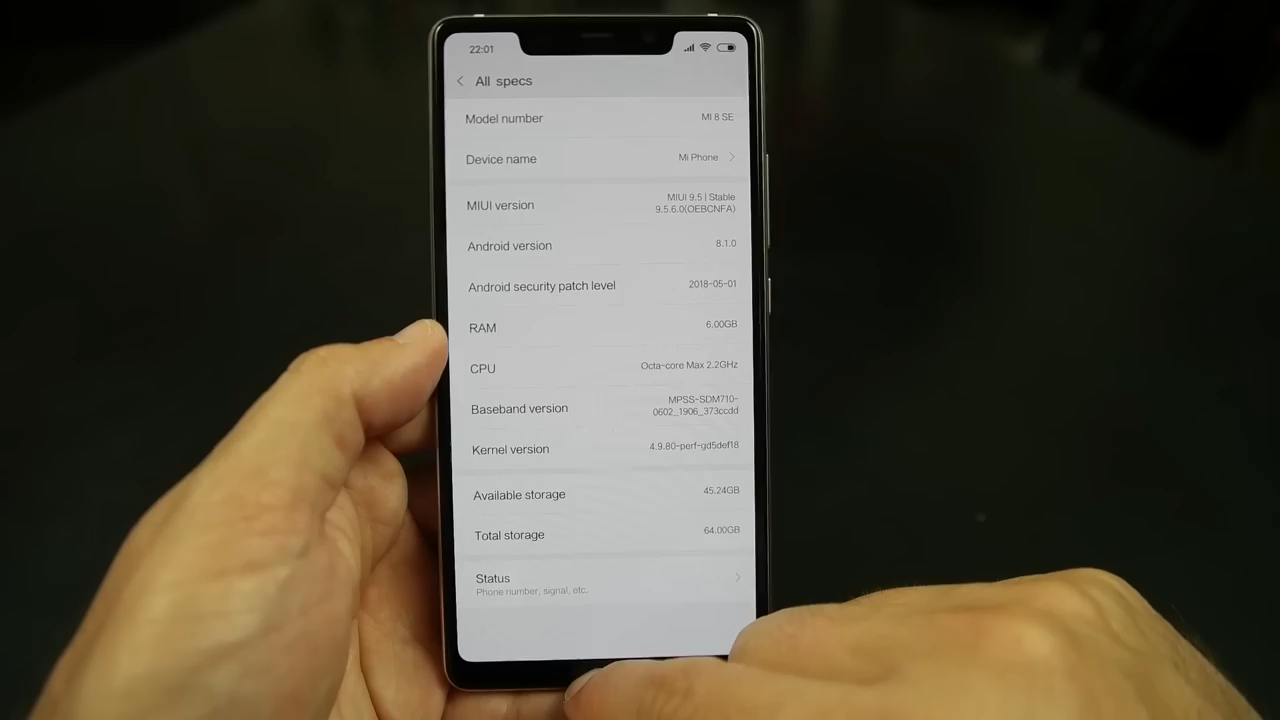 22:01
All specs
Model number MI 8 SE
Device name Mi Phone
MIUI version MIUI 9.5 | Stable
9.5.6.0(OEBCNFA)
Android version 8.1.0
Android security patch level 2018-05-01
RAM 6.00GB
CPU Octa-core Max 2.2GHz
Baseband version MPSS-SDM710-
0602_1906_373ccdd
Kernel version 4.9.80-perf-gd5def18
Available storage 45.24GB
Total storage 64.00GB
Status
Phone number, signal, etc.